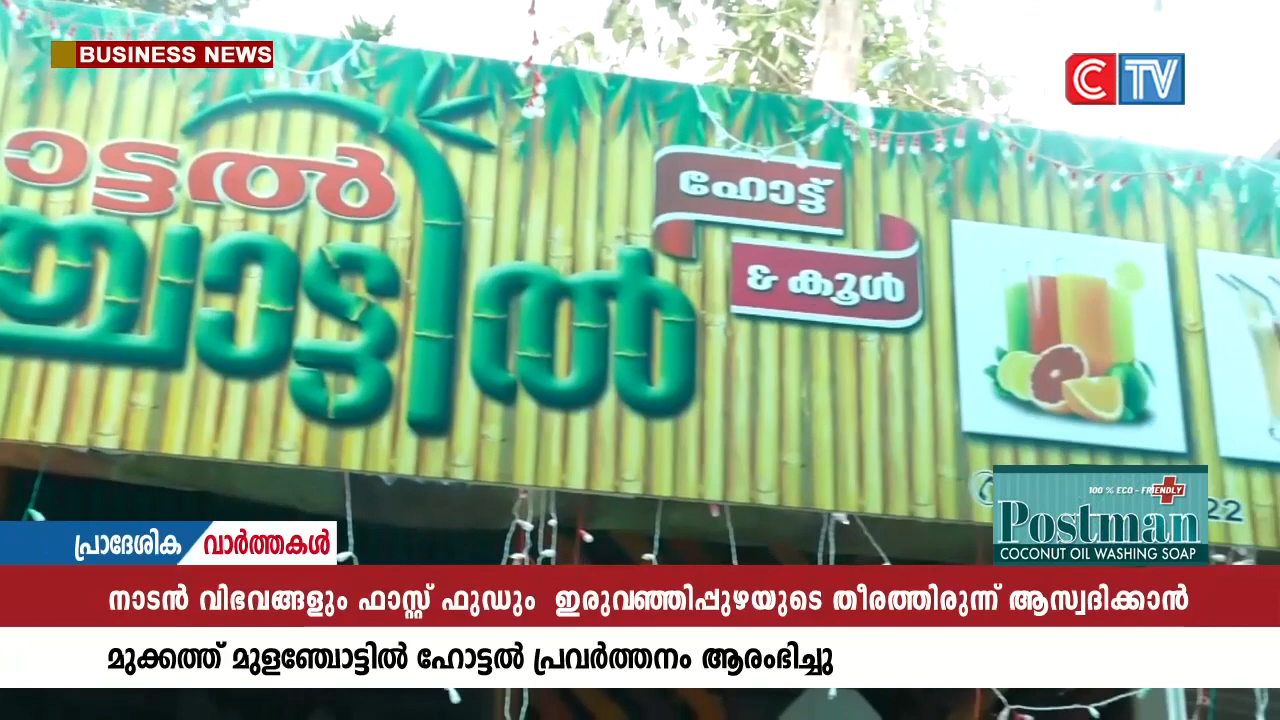 BUSINESS NEWS
CTV
ഹോട്ട്
& കൂൾ
100 % ECO - FRIENDLY
Postman
COCONUT OIL WASHING SOAP
22
പ്രാദേശിക വാർത്തകൾ
നാടൻ വിഭവങ്ങളും ഫാസ്റ്റ് ഫുഡും ഇരുവഞ്ഞിപ്പുഴയുടെ തീരത്തിരുന്ന് ആസ്വദിക്കാൻ
മുക്കത്ത് മുളഞ്ചോട്ടിൽ ഹോട്ടൽ പ്രവർത്തനം ആരംഭിച്ചു